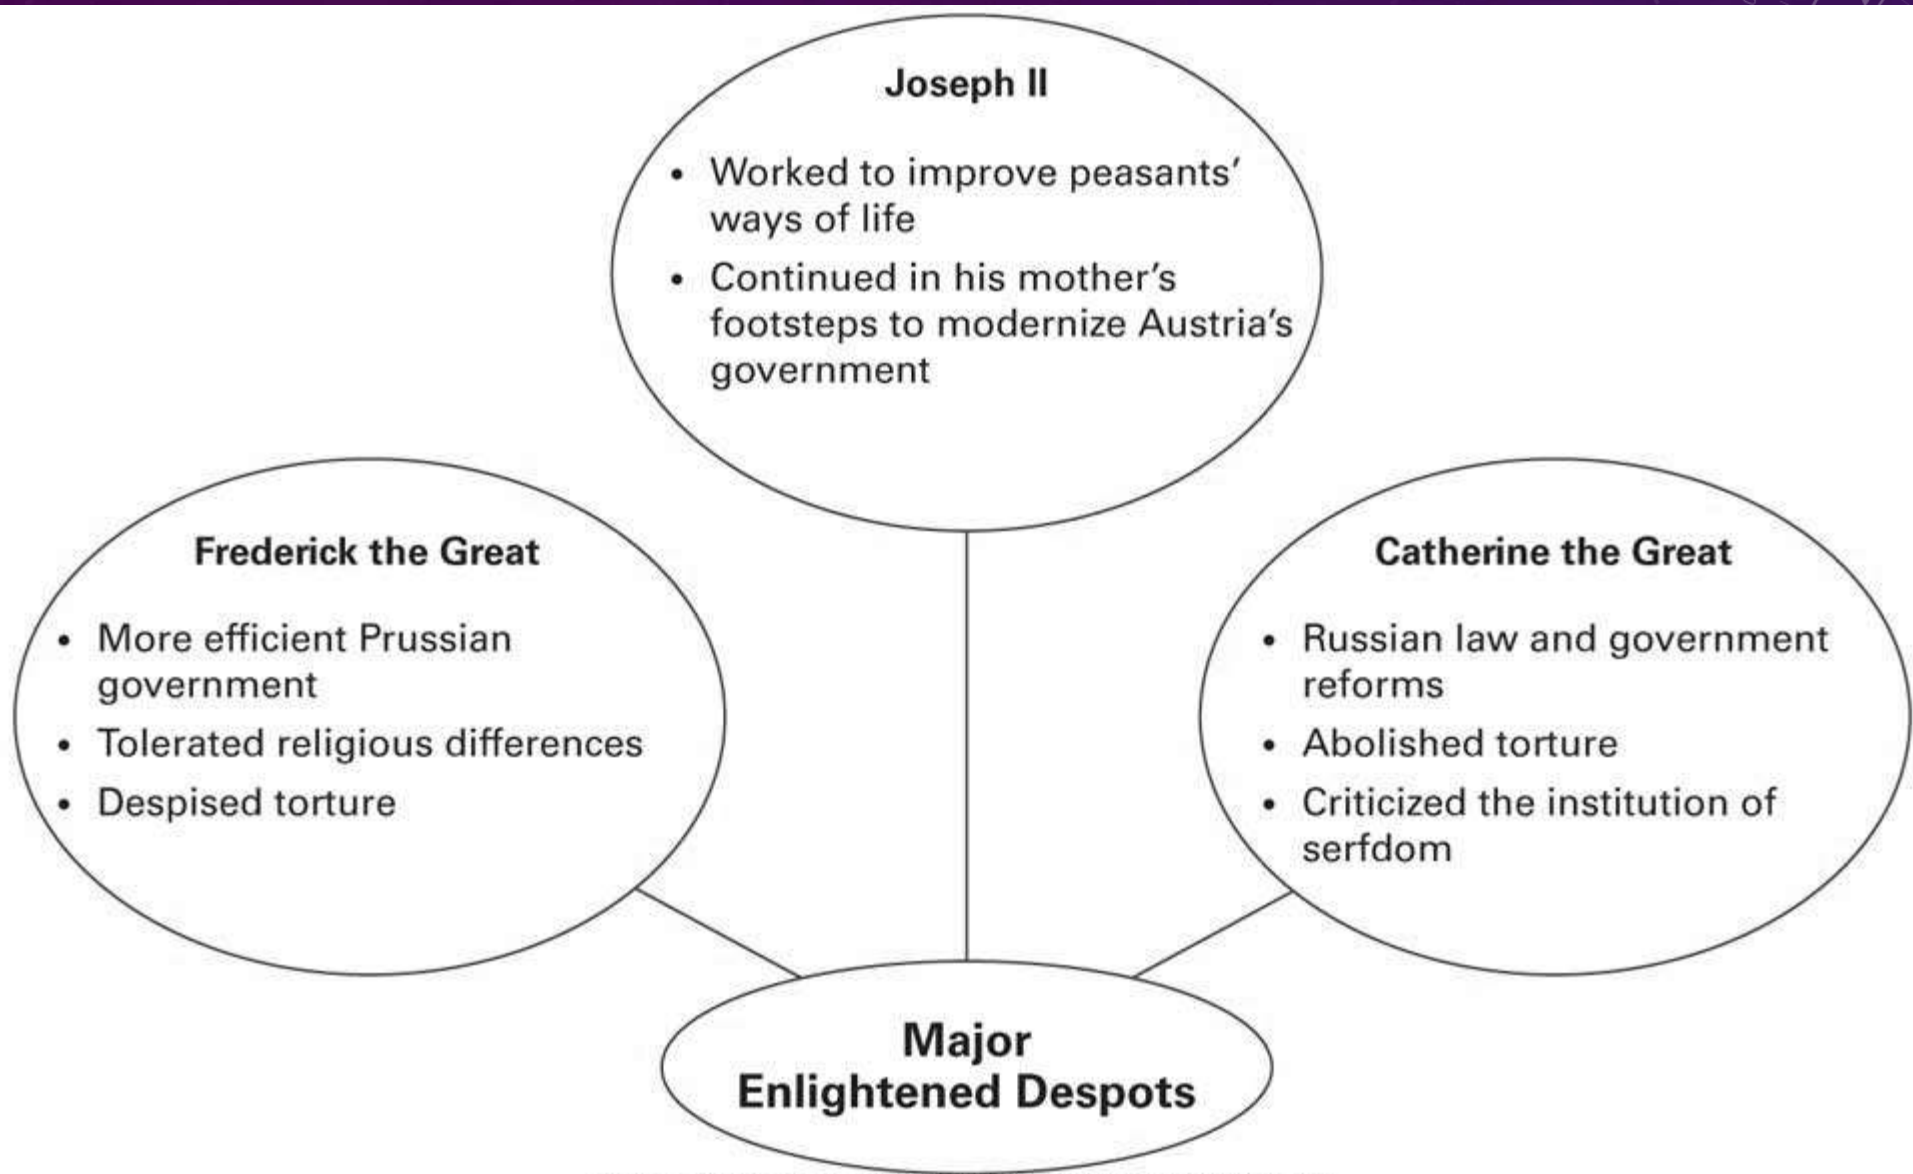 Joseph II
• Worked to improve peasants’
ways of life
• Continued in his mother’s
footsteps to modernize Austria’s
government
Frederick the Great
• More efficient Prussian
government
• Tolerated religious differences
• Despised torture
Catherine the Great
• Russian law and government
reforms
• Abolished torture
• Criticized the institution of
serfdom
Major
Enlightened Despots